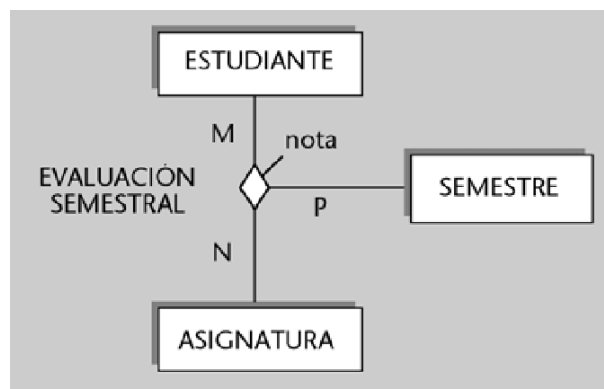 ESTUDIANTE
M
nota
EVALUACIÓN
SEMESTRAL
P
SEMESTRE
N
ASIGNATURA